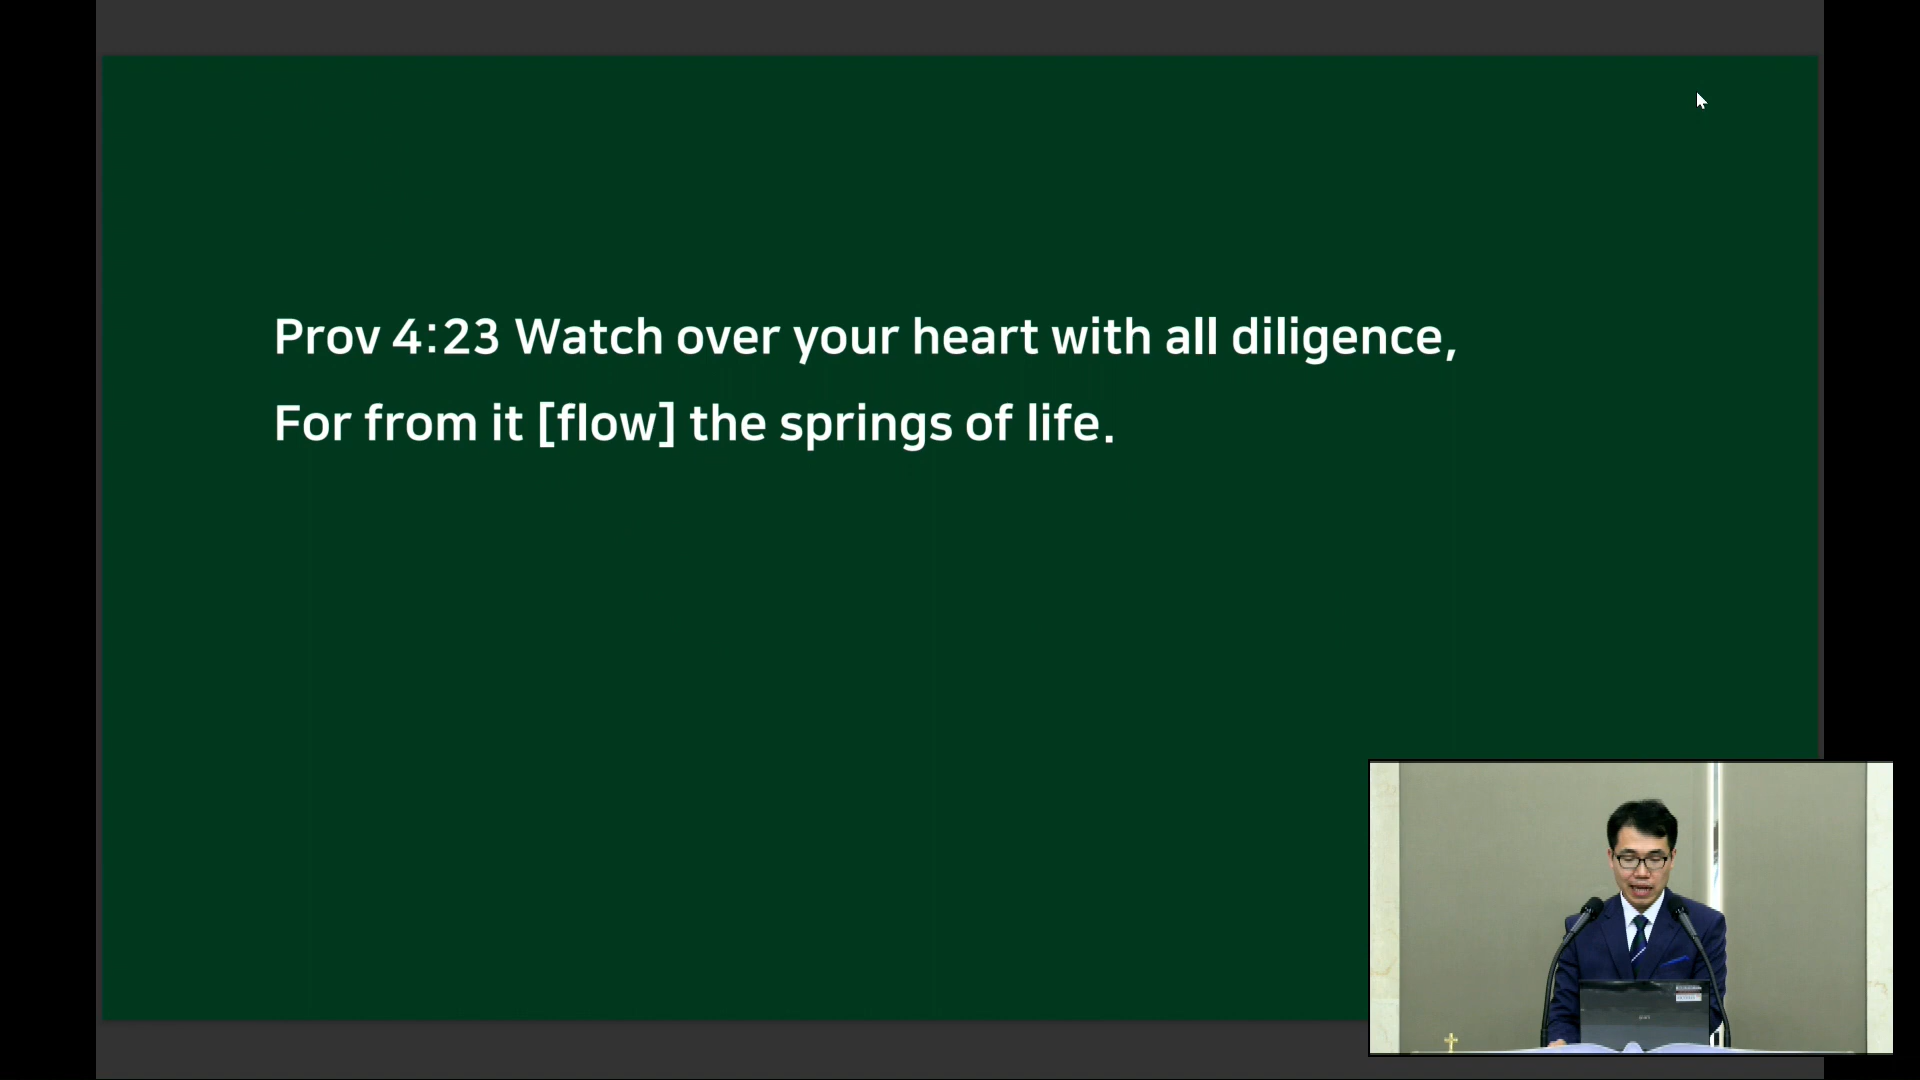 Prov 4:23 Watch over your heart with all diligence,
For from it [flow] the springs of life.